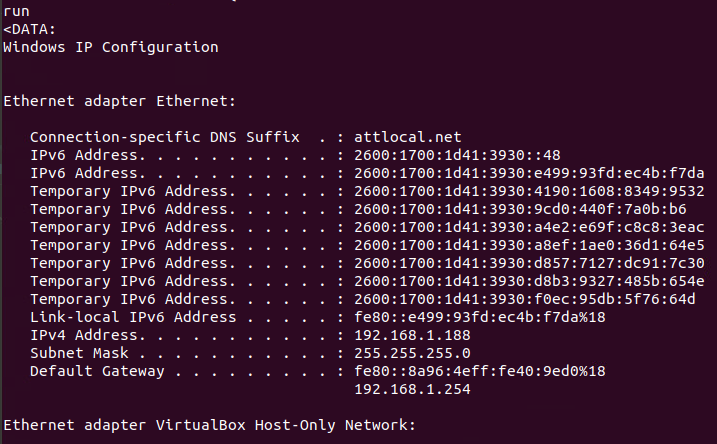 run
<DATA:
Windows IP Configuration
Ethernet adapter Ethernet:
Connection-specific DNS Suffix  . : attlocal.net
IPv6 Address. . . . . . . . . . . : 2600:1700:1d41:3930::48
IPv6 Address. . . . . . . . . . . : 2600:1700:1d41:3930:e499:93fd:ec4b:f7da
Temporary IPv6 Address. . . . . . : 2600:1700:1d41:3930:4190:1608:8349:9532
Temporary IPv6 Address. . . . . . : 2600:1700:1d41:3930:9cd0:440f:7a0b:b6
Temporary IPv6 Address. . . . . . : 2600:1700:1d41:3930:a4e2:e69f:c8c8:3eac
Temporary IPv6 Address. . . . . . : 2600:1700:1d41:3930:a8ef:1ae0:36d1:64e5
Temporary IPv6 Address. . . . . . : 2600:1700:1d41:3930:d857:7127:dc91:7c30
Temporary IPv6 Address. . . . . . : 2600:1700:1d41:3930:d8b3:9327:485b:654e
Temporary IPv6 Address. . . . . . : 2600:1700:1d41:3930:f0ec:95db:5f76:64d
Link-local IPv6 Address . . . . . : fe80::e499:93fd:ec4b:f7da%18
IPv4 Address. . . . . . . . . . . : 192.168.1.188
Subnet Mask . . . . . . . . . . . : 255.255.255.0
Default Gateway . . . . . . . . . : fe80::8a96:4eff:fe40:9ed0%18
192.168.1.254
Ethernet adapter VirtualBox Host-Only Network: